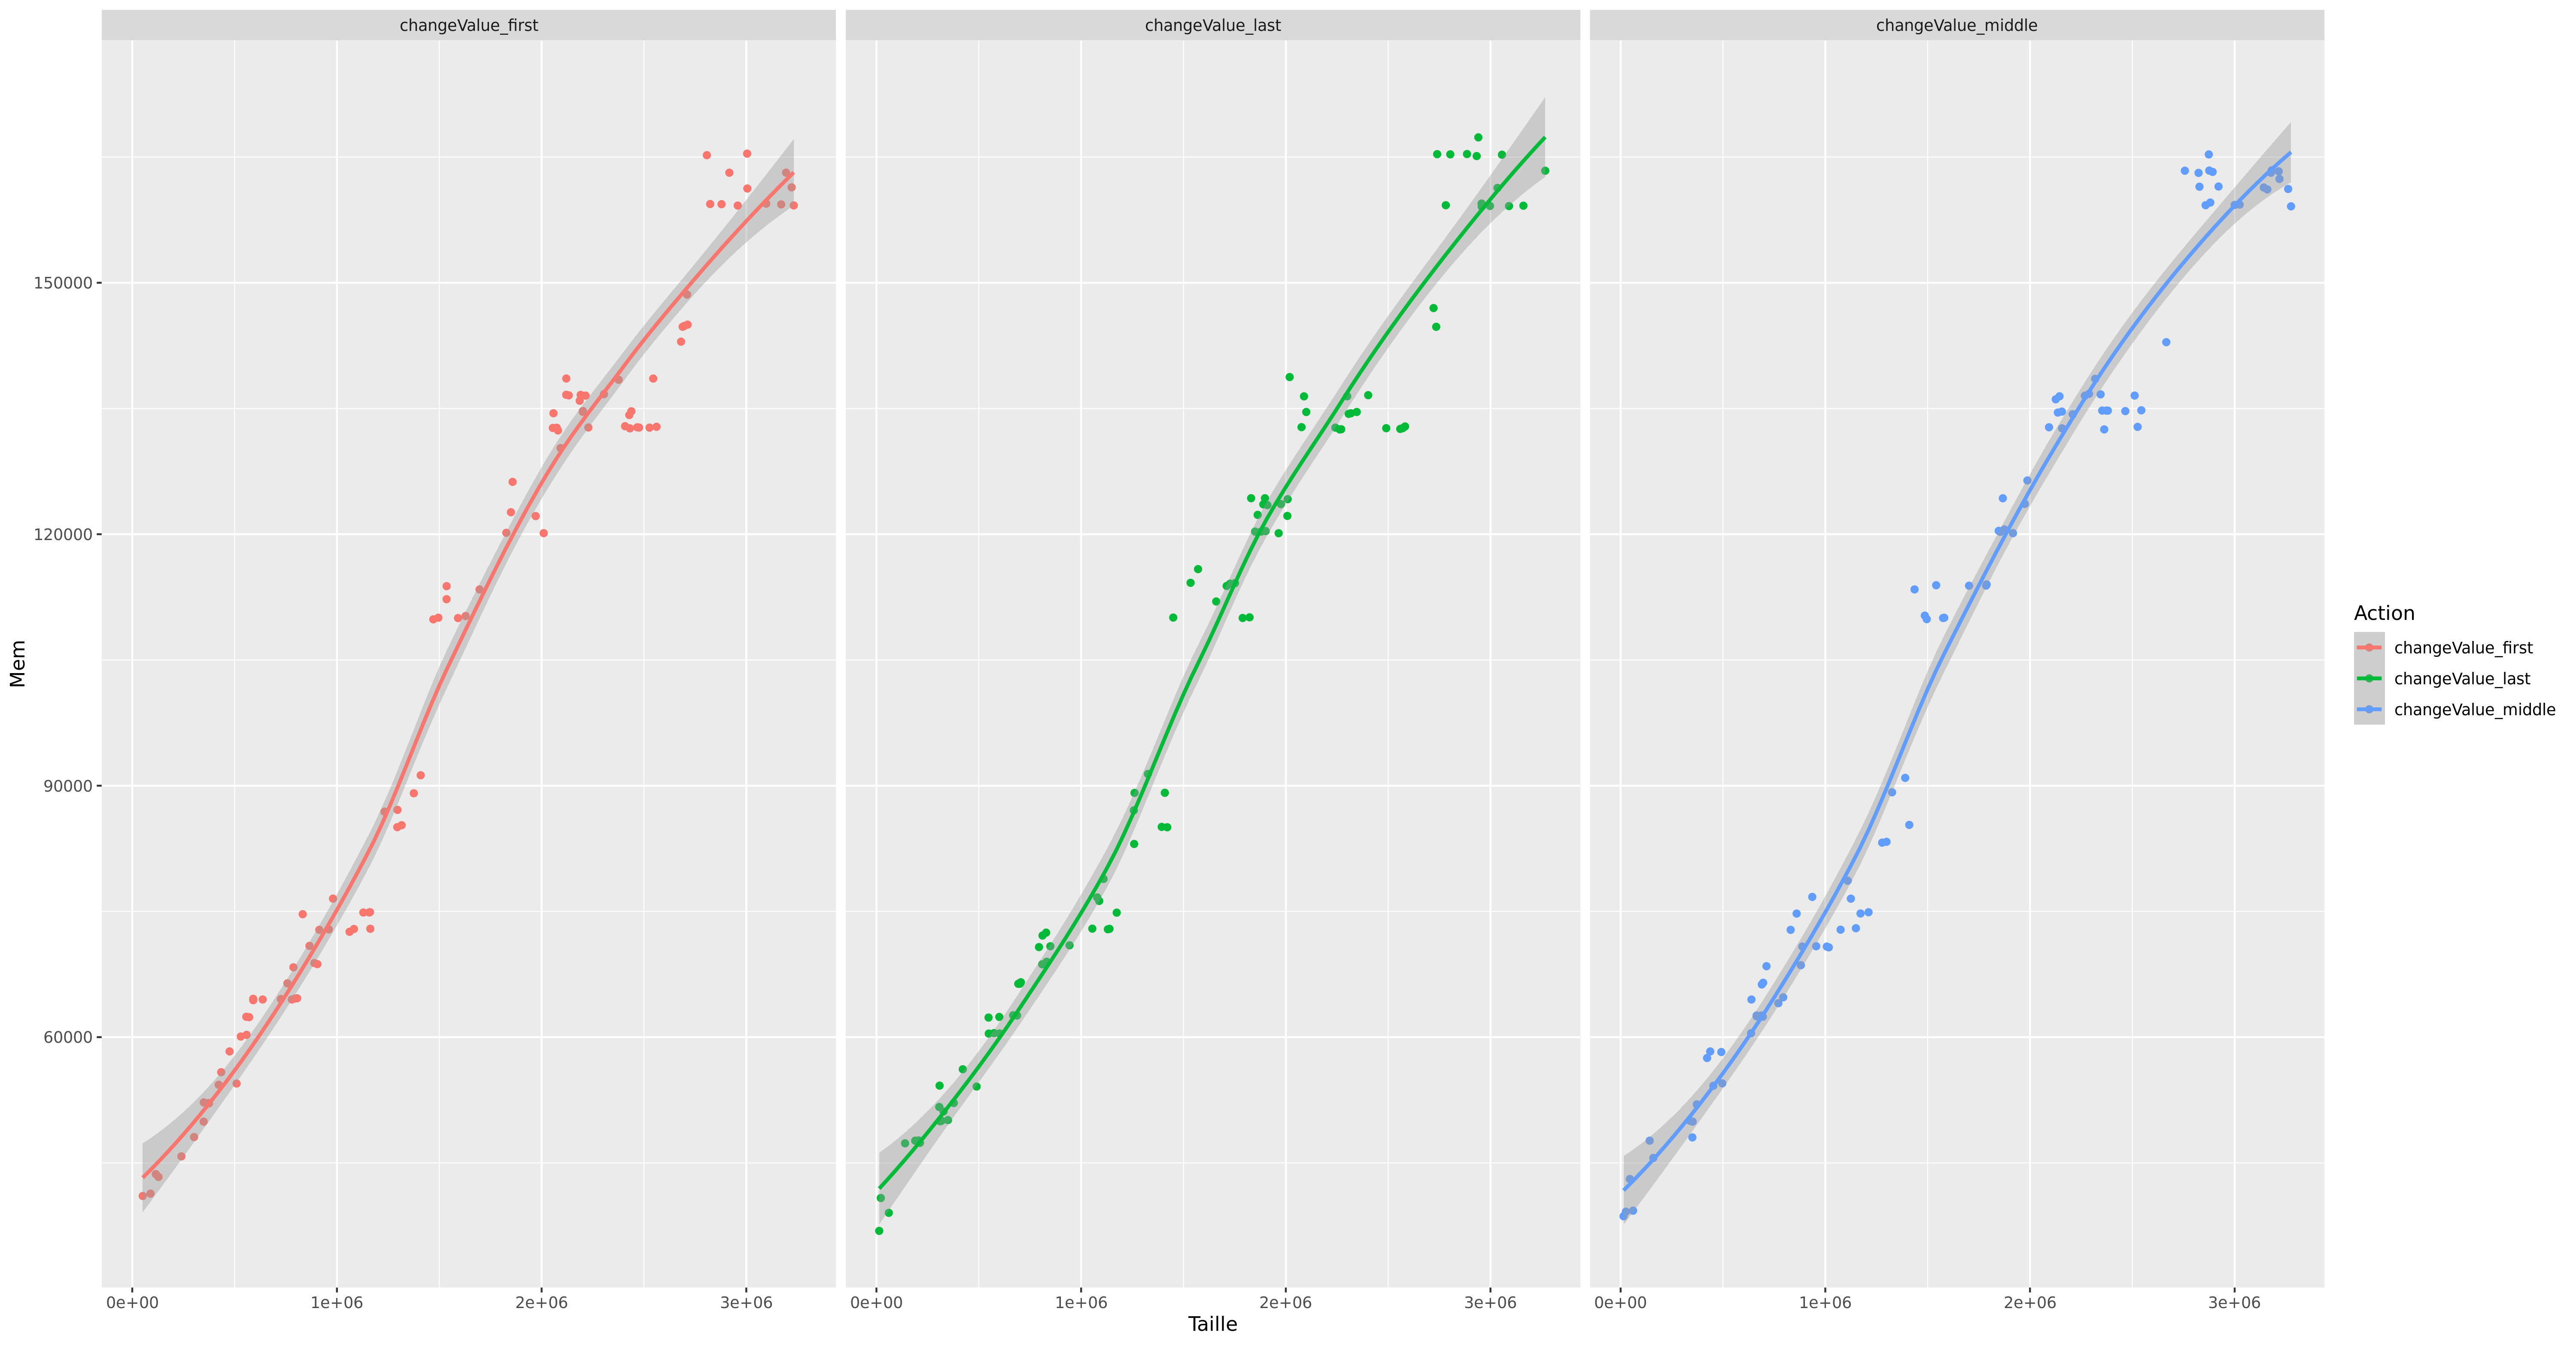 changeValue_first changeValue_last changeValue_middle
150000
120000
90000
60000
Mem
0e+00 1e+06 2e+06 3e+06 0e+00 1e+06 2e+06 3e+06 0e+00 1e+06 2e+06 3e+06
Taille
Action
changeValue_first
changeValue_last
changeValue_middle